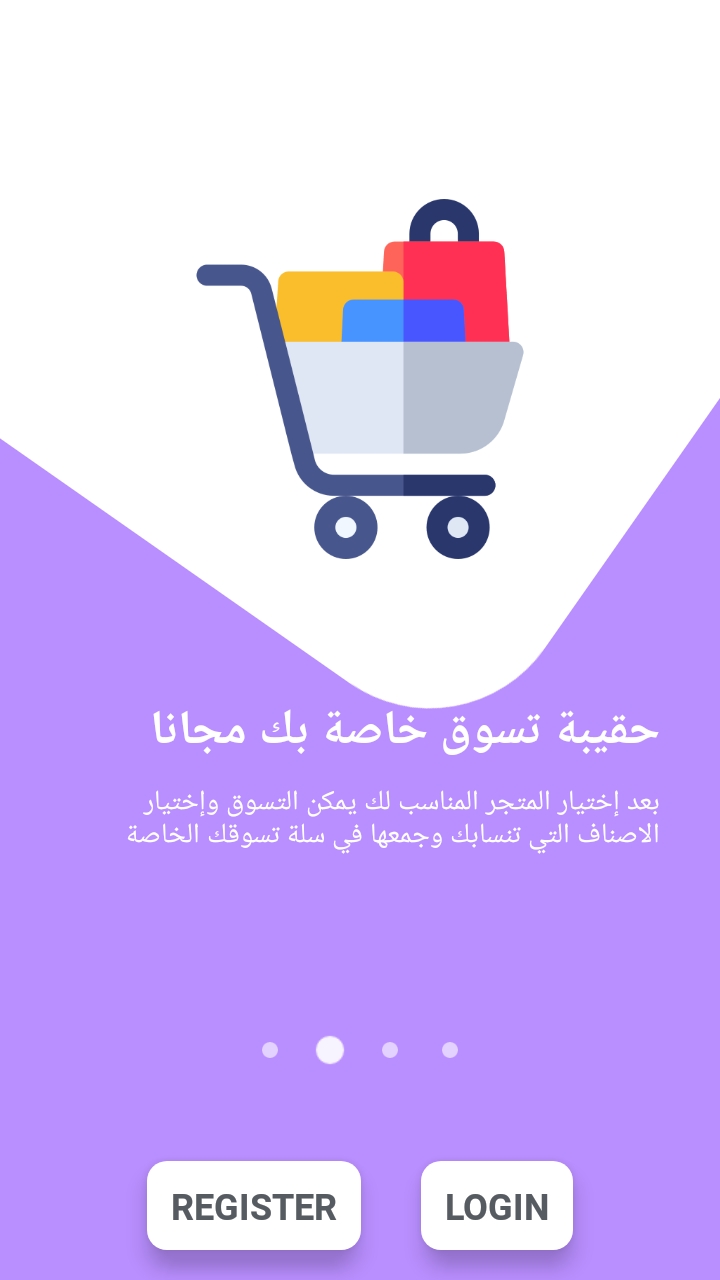 حقيبة تسوق خاصة بك مجانا
بعد إختيار المتجر المناسب لك يمكن التسوق وإختيار
الاصناف التي تنسابك وجمعها في سلة تسوقك الخاصة
REGISTER LOGIN